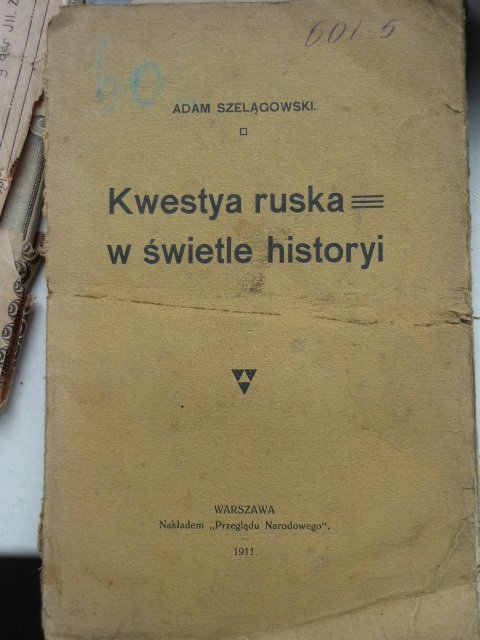 601.5
60
ADAM SZELĄGOWSKI.
Kwestya ruska
w świetle historyi
WARSZAWA
Nakładem „Przeglądu Narodowego".
1911.